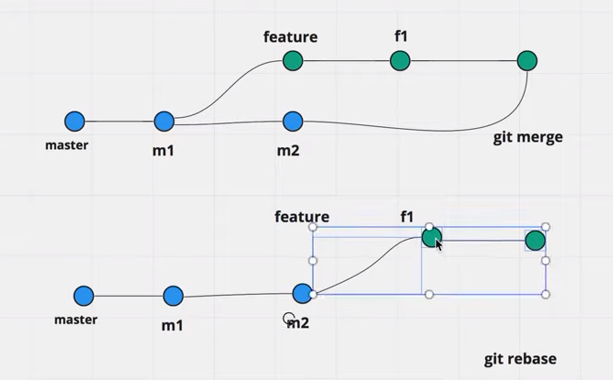 feature f1
master m1 m2 git merge
feature f1
master m1 m2
git rebase